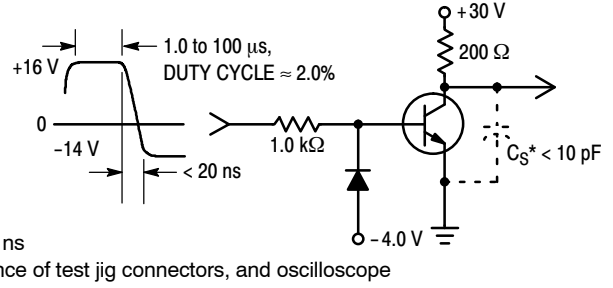 +30 V
200 Ω
1.0 to 100 μs,
DUTY CYCLE ≈ 2.0%
+16 V
0
-14 V
< 20 ns
1.0 kΩ
CS* < 10 pF
-4.0 V
ns
nce of test jig connectors, and oscilloscope